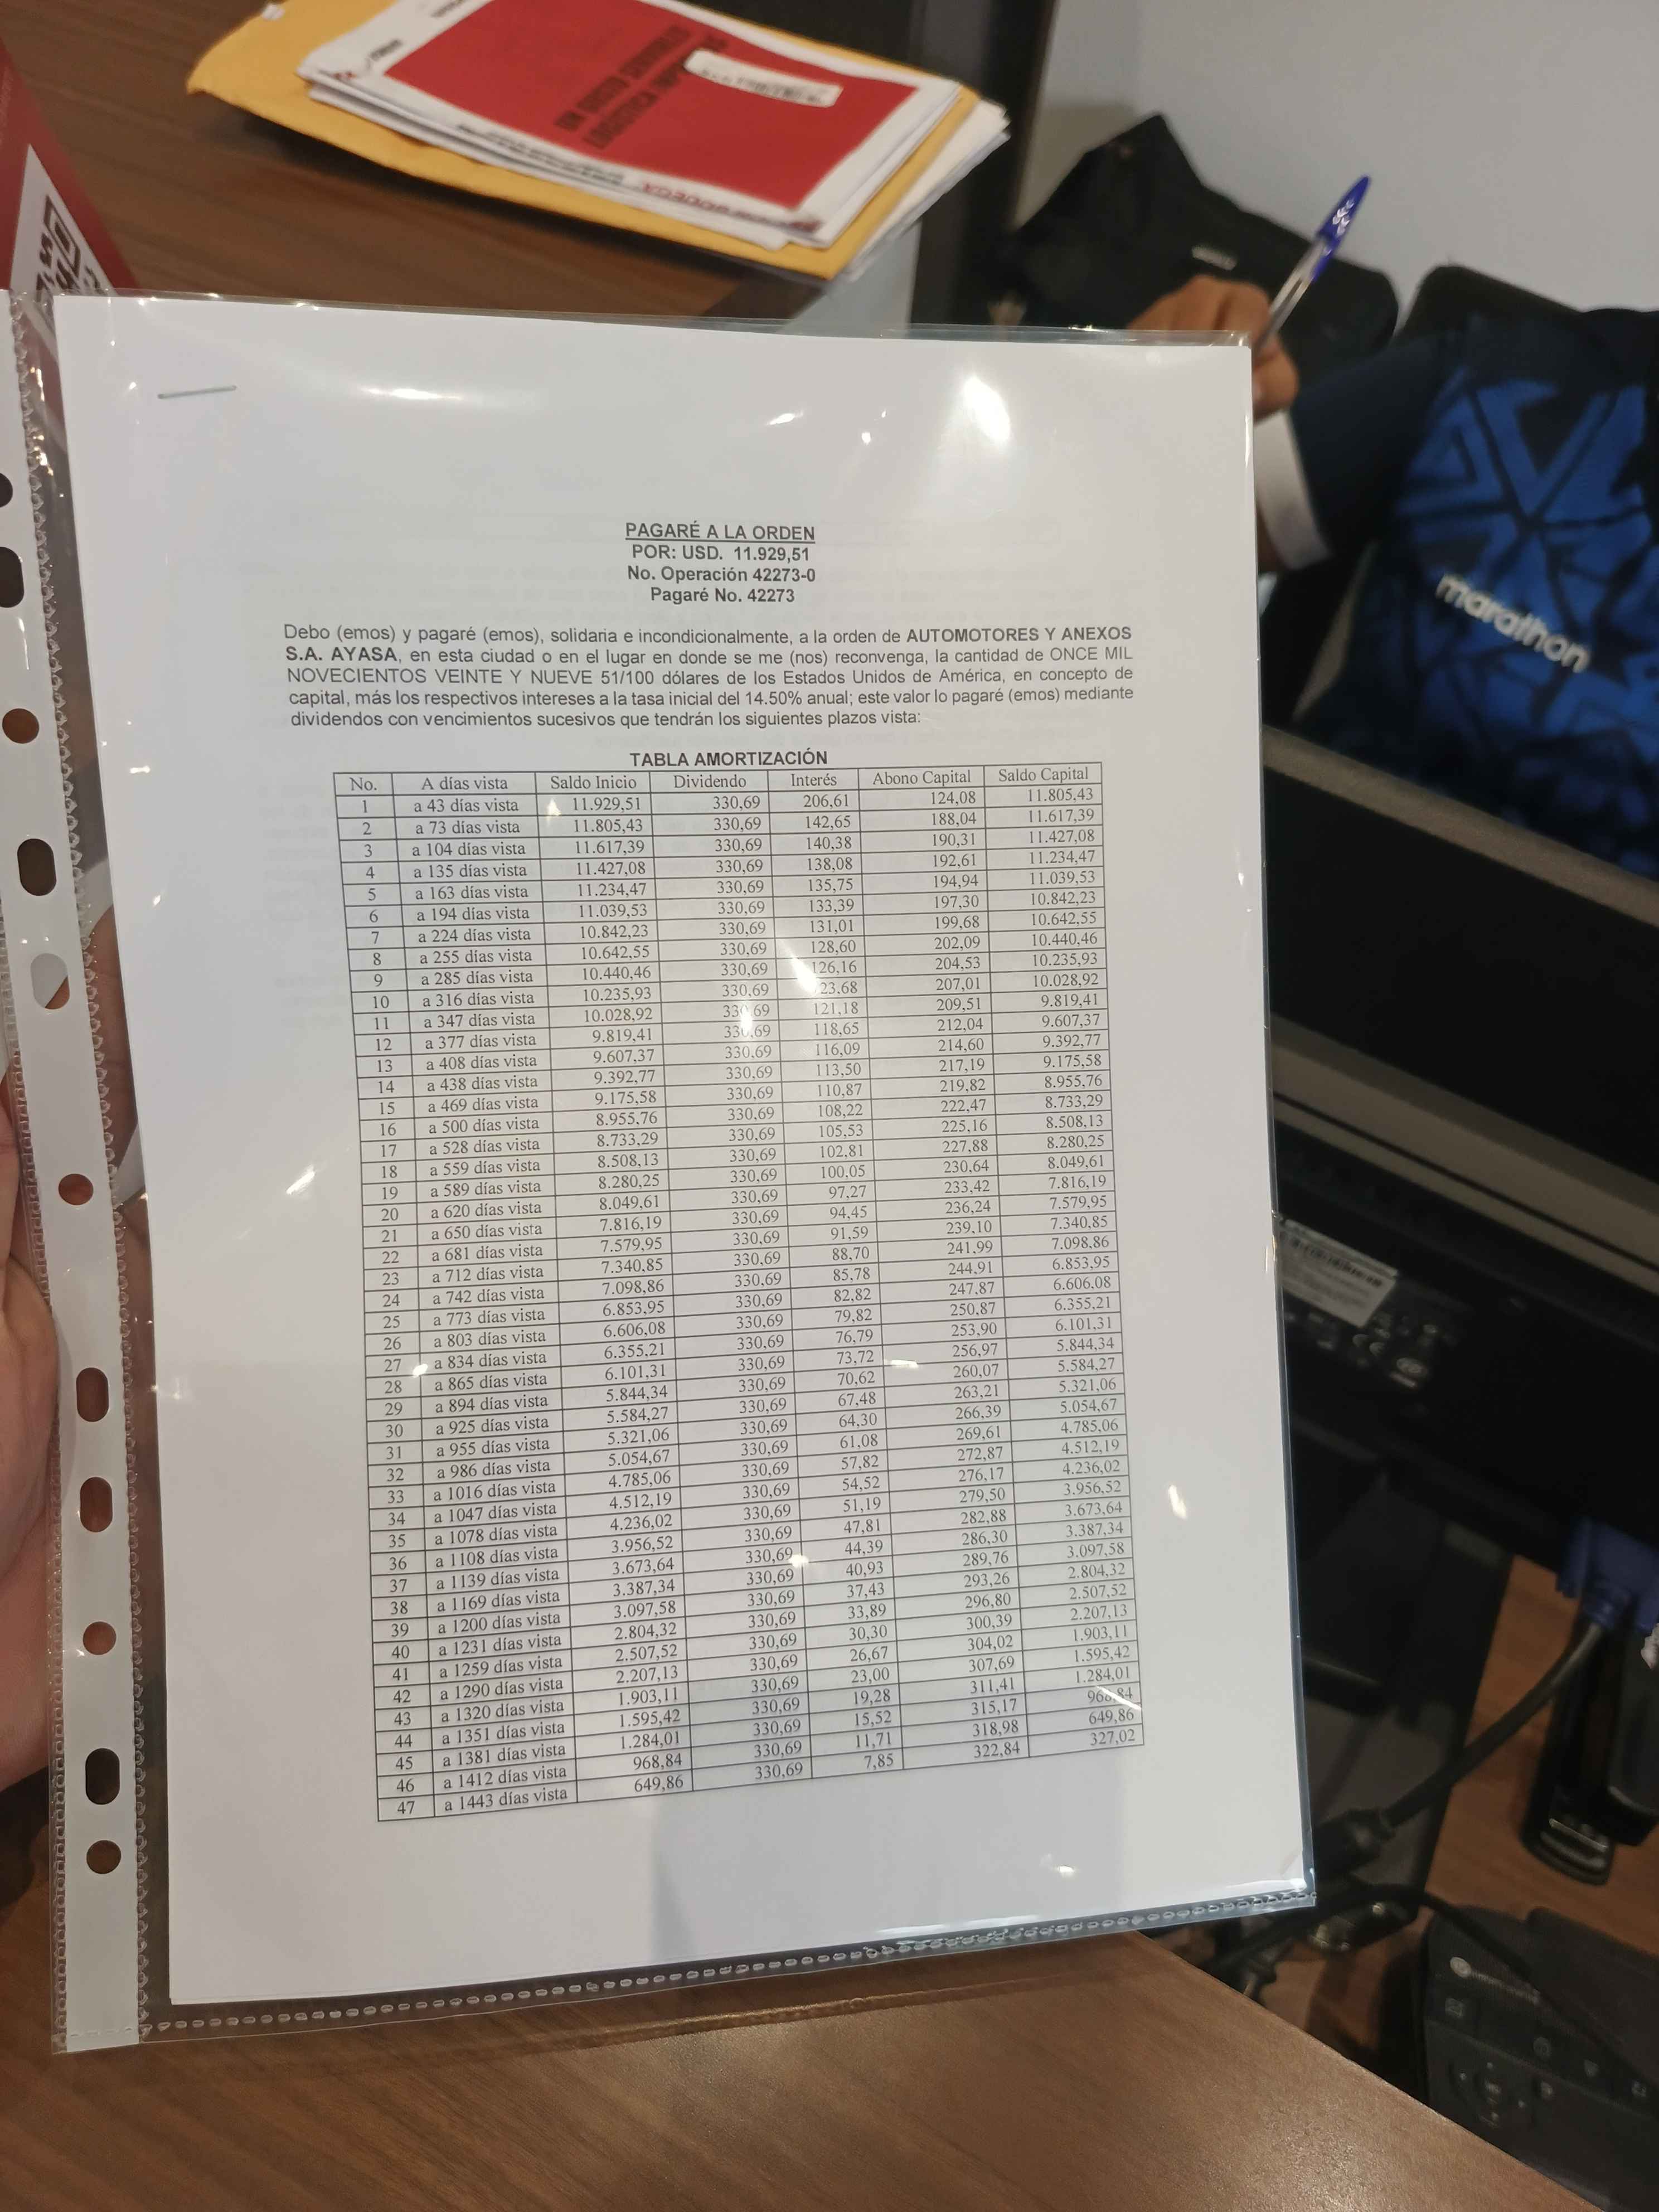 PAGARÉ A LA ORDEN
POR: USD. 11.929,51
No. Operación 42273-0
Pagaré No. 42273
Debo (emos) y pagaré (emos), solidaria e incondicionalmente, a la orden de AUTOMOTORES Y ANEXOS
S.A. AYASA, en esta ciudad o en el lugar en donde se me (nos) reconvenga, la cantidad de ONCE MIL
NOVECIENTOS VEINTE Y NUEVE 51/100 dólares de los Estados Unidos de América, en concepto de
capital, más los respectivos intereses a la tasa inicial del 14.50% anual; este valor lo pagaré (emos) mediante
dividendos con vencimientos sucesivos que tendrán los siguientes plazos vista:
TABLA AMORTIZACIÓN
No. A días vista Saldo Inicio Dividendo Interés Abono Capital Saldo Capital
1 a 43 días vista 11.929,51 330,69 206,61 124,08 11.805,43
2 a 73 días vista 11.805,43 330,69 142,65 188,04 11.617,39
3 a 104 días vista 11.617,39 330,69 140,38 190,31 11.427,08
4 a 135 días vista 11.427,08 330,69 138,08 192,61 11.234,47
5 a 163 días vista 11.234,47 330,69 135,75 194,94 11.039,53
6 a 194 días vista 11.039,53 330,69 133,39 197,30 10.842,23
7 a 224 días vista 10.842,23 330,69 131,01 199,68 10.642,55
8 a 255 días vista 10.642,55 330,69 128,60 202,09 10.440,46
9 a 285 días vista 10.440,46 330,69 126,16 204,53 10.235,93
10 a 316 días vista 10.235,93 330,69 123,68 207,01 10.028,92
11 a 347 días vista 10.028,92 330,69 121,18 209,51 9.819,41
12 a 377 días vista 9.819,41 330,69 118,65 212,04 9.607,37
13 a 408 días vista 9.607,37 330,69 116,09 214,60 9.392,77
14 a 438 días vista 9.392,77 330,69 113,50 217,19 9.175,58
15 a 469 días vista 9.175,58 330,69 110,87 219,82 8.955,76
16 a 500 días vista 8.955,76 330,69 108,22 222,47 8.733,29
17 a 528 días vista 8.733,29 330,69 105,53 225,16 8.508,13
18 a 559 días vista 8.508,13 330,69 102,81 227,88 8.280,25
19 a 589 días vista 8.280,25 330,69 100,05 230,64 8.049,61
20 a 620 días vista 8.049,61 330,69 97,27 233,42 7.816,19
21 a 650 días vista 7.816,19 330,69 94,45 236,24 7.579,95
22 a 681 días vista 7.579,95 330,69 91,59 239,10 7.340,85
23 a 712 días vista 7.340,85 330,69 88,70 241,99 7.098,86
24 a 742 días vista 7.098,86 330,69 85,78 244,91 6.853,95
25 a 773 días vista 6.853,95 330,69 82,82 247,87 6.606,08
26 a 803 días vista 6.606,08 330,69 79,82 250,87 6.355,21
27 a 834 días vista 6.355,21 330,69 76,79 253,90 6.101,31
28 a 865 días vista 6.101,31 330,69 73,72 256,97 5.844,34
29 a 894 días vista 5.844,34 330,69 70,62 260,07 5.584,27
30 a 925 días vista 5.584,27 330,69 67,48 263,21 5.321,06
31 a 955 días vista 5.321,06 330,69 64,30 266,39 5.054,67
32 a 986 días vista 5.054,67 330,69 61,08 269,61 4.785,06
33 a 1016 días vista 4.785,06 330,69 57,82 272,87 4.512,19
34 a 1047 días vista 4.512,19 330,69 54,52 276,17 4.236,02
35 a 1078 días vista 4.236,02 330,69 51,19 279,50 3.956,52
36 a 1108 días vista 3.956,52 330,69 47,81 282,88 3.673,64
37 a 1139 días vista 3.673,64 330,69 44,39 286,30 3.387,34
38 a 1169 días vista 3.387,34 330,69 40,93 289,76 3.097,58
39 a 1200 días vista 3.097,58 330,69 37,43 293,26 2.804,32
40 a 1231 días vista 2.804,32 330,69 33,89 296,80 2.507,52
41 a 1259 días vista 2.507,52 330,69 30,30 300,39 2.207,13
42 a 1290 días vista 2.207,13 330,69 26,67 304,02 1.903,11
43 a 1320 días vista 1.903,11 330,69 23,00 307,69 1.595,42
44 a 1351 días vista 1.595,42 330,69 19,28 311,41 1.284,01
45 a 1381 días vista 1.284,01 330,69 15,52 315,17 968,84
46 a 1412 días vista 968,84 330,69 11,71 318,98 649,86
47 a 1443 días vista 649,86 330,69 7,85 322,84 327,02
marathon